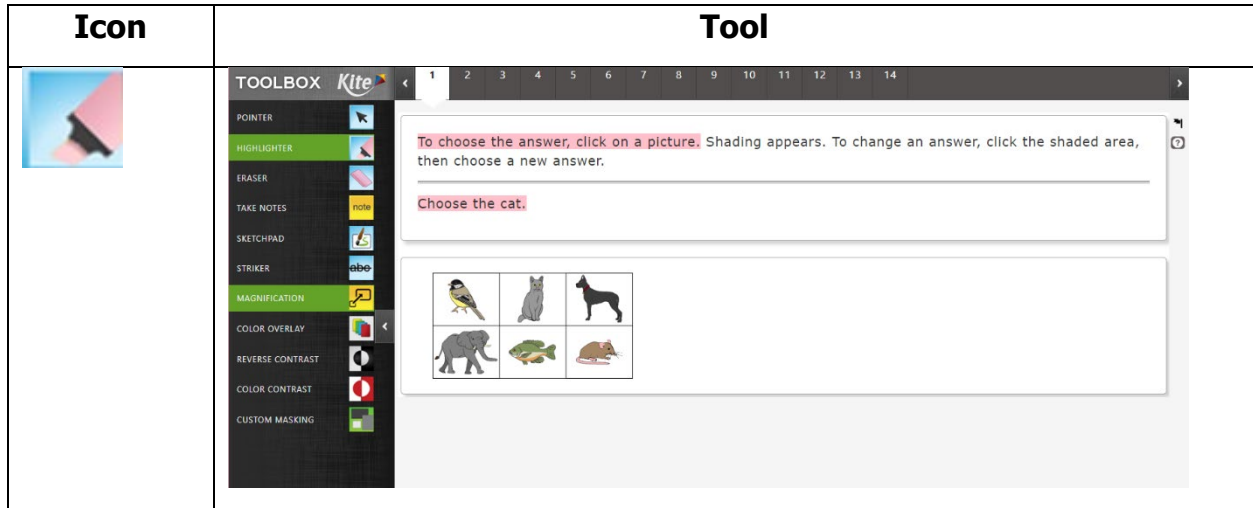 Icon
Tool
TOOLBOX Kite
1 2 3 4 5 6 7 8 9 10 11 12 13 14
POINTER
HIGHLIGHTER
ERASER
TAKE NOTES note
SKETCHPAD
STRIKER abc
MAGNIFICATION
COLOR OVERLAY
REVERSE CONTRAST
COLOR CONTRAST
CUSTOM MASKING
To choose the answer, click on a picture. Shading appears. To change an answer, click the shaded area,
then choose a new answer.
Choose the cat.
?